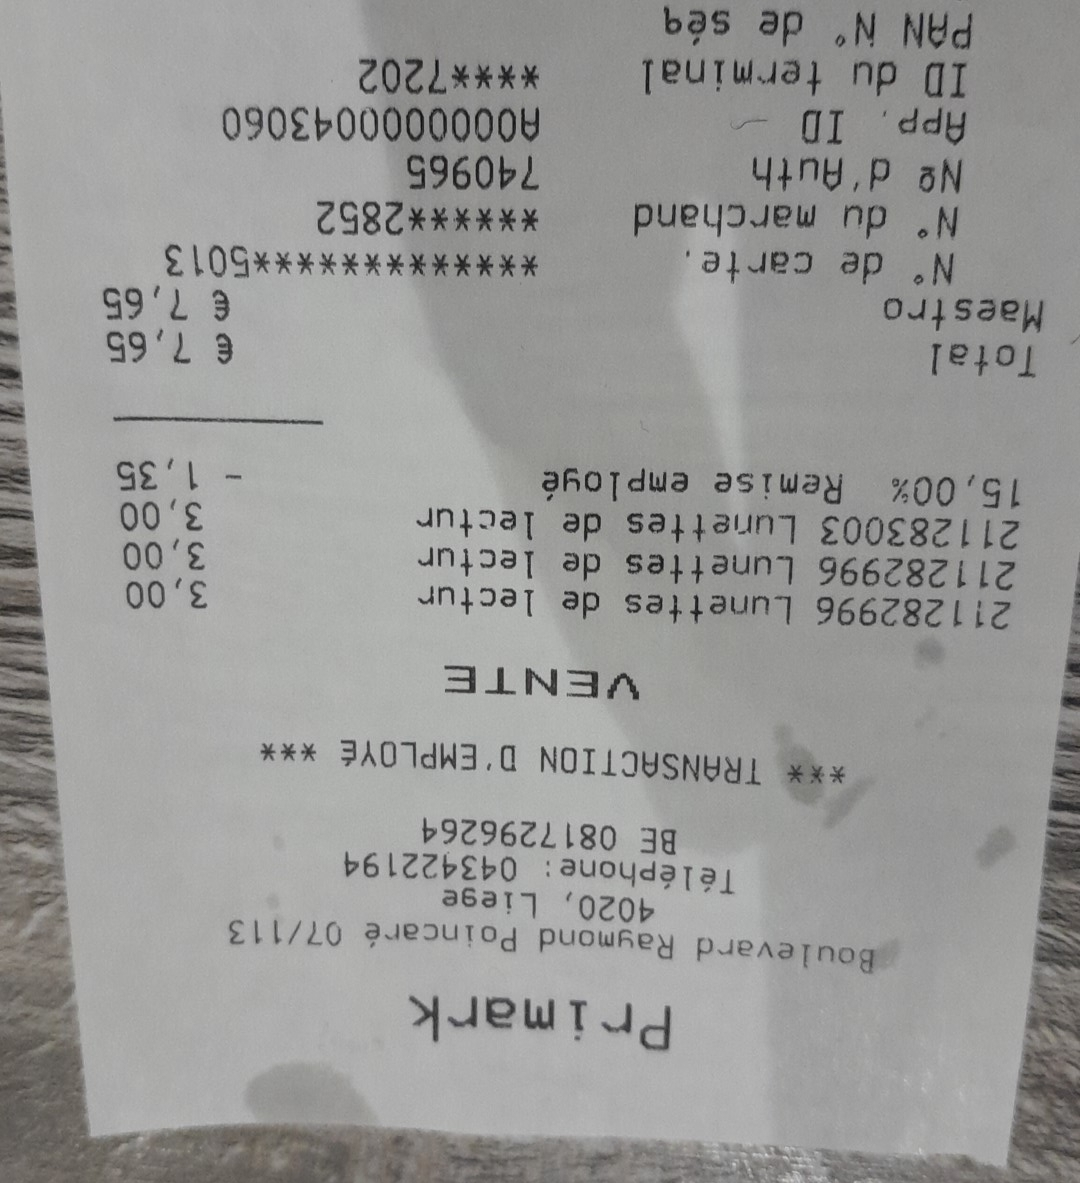 Primark
Boulevard Raymond Poincaré 07/113
4020, Liege
Téléphone: 043422194
BE 0817296264
*** TRANSACTION D'EMPLOYÉ ***
VENTE
211282996 Lunettes de lectur 3,00
211282996 Lunettes de lectur 3,00
211283003 Lunettes de lectur 3,00
15,00% Remise employé - 1,35
Total € 7,65
Maestro € 7,65
N° de carte. ***************5013
N° du marchand ******2852
Nº d'Auth 740965
App. ID A0000000043060
ID du terminal ****7202
PAN N° de séq